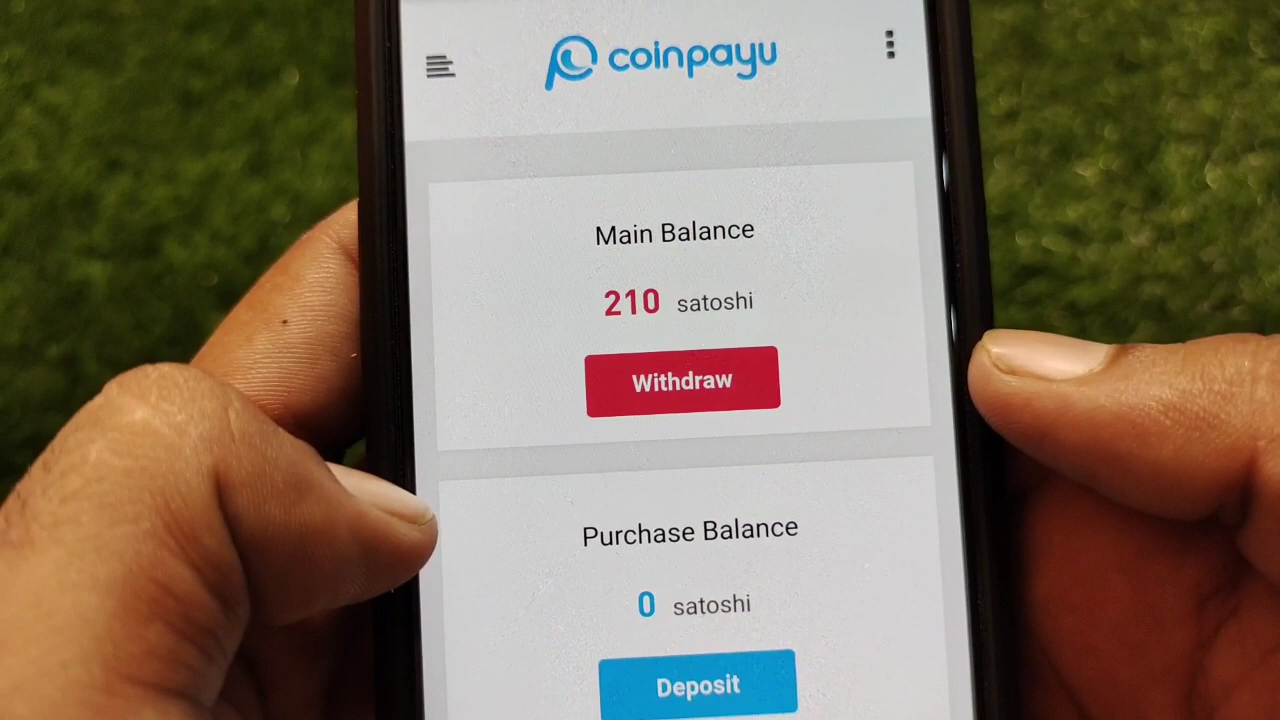 coinpayu
Main Balance
210 satoshi
Withdraw
Purchase Balance
0 satoshi
Deposit